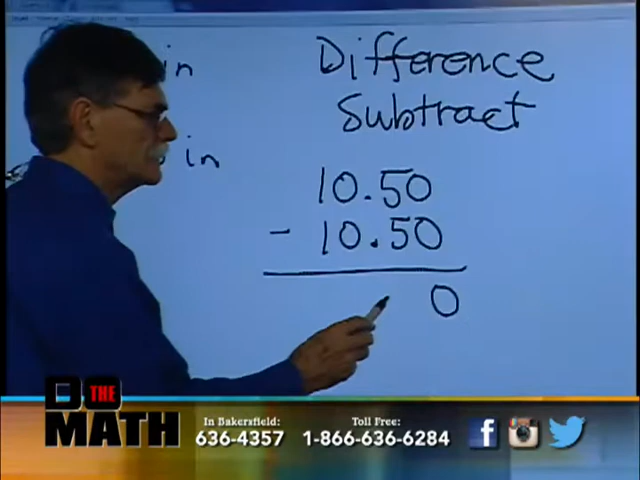 in
Difference
Subtract
in
10.50
- 10.50
0
DO THE
MATH
In Bakersfield:
636-4357
Toll Free:
1-866-636-6284